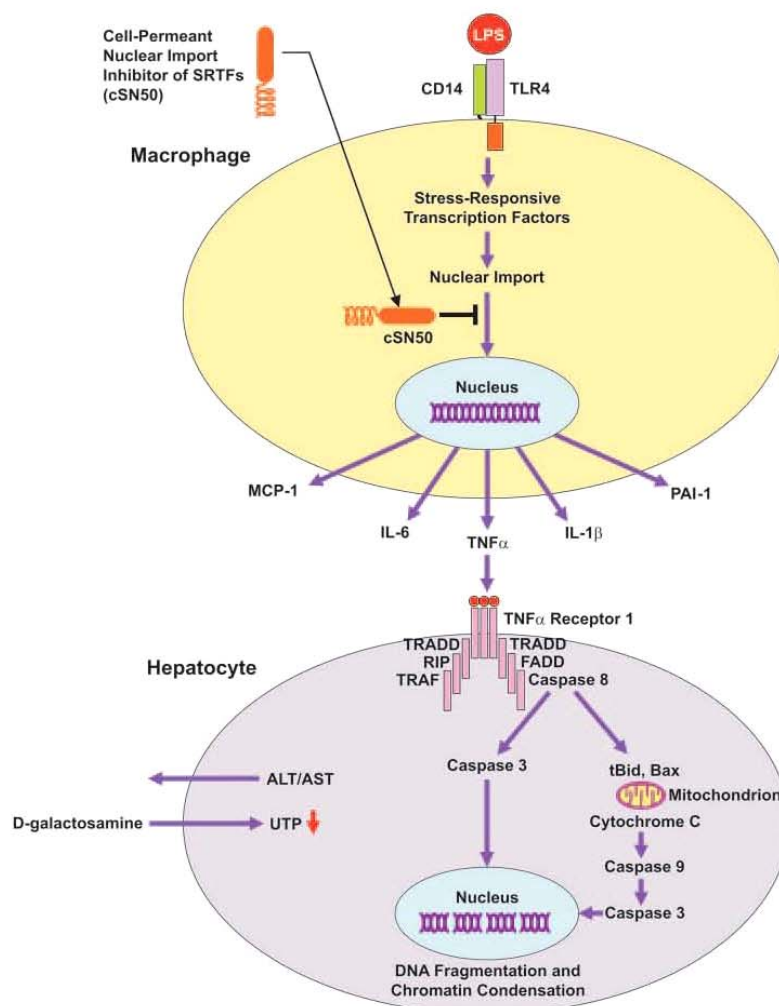 Cell-Permeant
Nuclear Import
Inhibitor of SRTFs
(cSN50)
LPS
CD14
TLR4
Macrophage
Stress-Responsive
Transcription Factors
Nuclear Import
cSN50
Nucleus
MCP-1
IL-6
TNFα
IL-1β
PAI-1
TNFα Receptor 1
Hepatocyte
TRADD
RIP
TRAF
TRADD
FADD
Caspase 8
Caspase 3
tBid, Bax
Mitochondrion
Cytochrome C
Caspase 9
Caspase 3
ALT/AST
D-galactosamine
UTP
Nucleus
DNA Fragmentation and
Chromatin Condensation